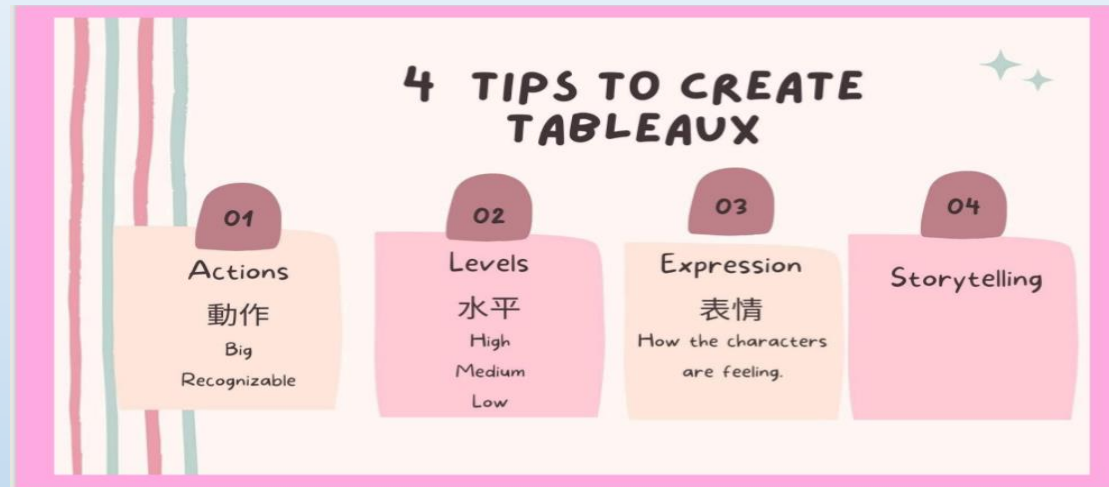 4 TIPS TO CREATE
TABLEAUX
01
Actions
動作
Big
Recognizable
02
Levels
水平
High
Medium
Low
03
Expression
表情
How the characters
are feeling.
04
Storytelling